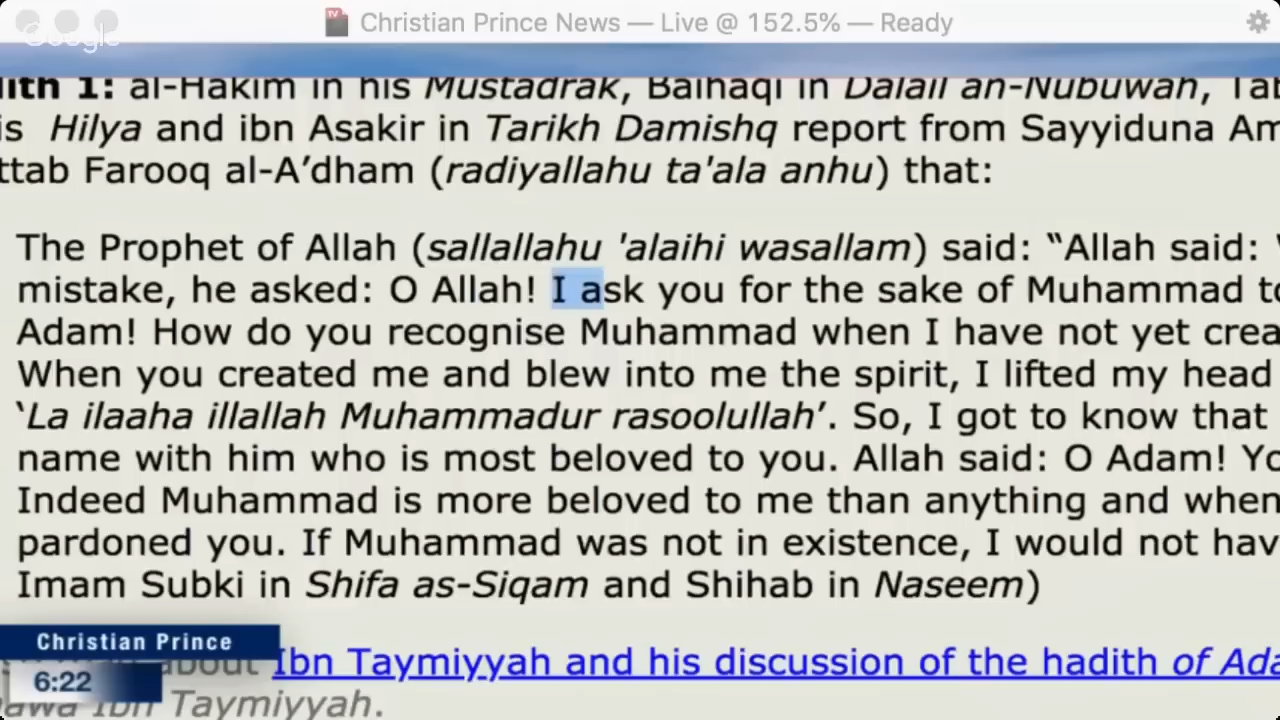 Christian Prince News — Live @ 152.5% — Ready
Google
ith 1: al-Hakim in his Mustadrak, Baihaqi in Dalail an-Nubuwah, Tab
is Hilya and ibn Asakir in Tarikh Damishq report from Sayyiduna Am
ttab Farooq al-A’dham (radiyallahu ta'ala anhu) that:
The Prophet of Allah (sallallahu 'alaihi wasallam) said: “Allah said: ‘
mistake, he asked: O Allah! I ask you for the sake of Muhammad to
Adam! How do you recognise Muhammad when I have not yet crea
When you created me and blew into me the spirit, I lifted my head
‘La ilaaha illallah Muhammadur rasoolullah’. So, I got to know that
name with him who is most beloved to you. Allah said: O Adam! Yo
Indeed Muhammad is more beloved to me than anything and when
pardoned you. If Muhammad was not in existence, I would not hav
Imam Subki in Shifa as-Siqam and Shihab in Naseem)
Christian Prince
about Ibn Taymiyyah and his discussion of the hadith of Ada
6:22
Ibn Taymiyyah.